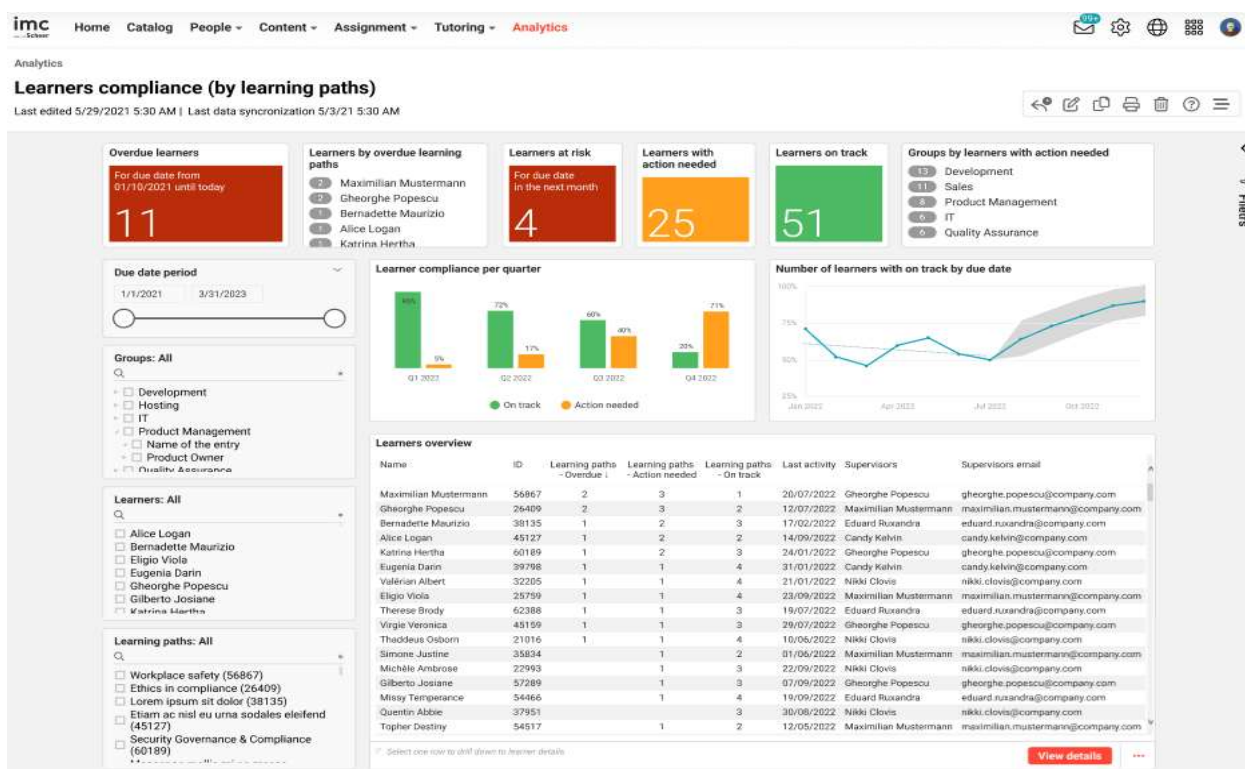 imc
Scheer
Home Catalog People Content Assignment Tutoring Analytics
99+
Analytics
Learners compliance (by learning paths)
Last edited 5/29/2021 5:30 AM | Last data syncronization 5/3/21 5:30 AM
Overdue learners
For due date from
01/10/2021 until today
11
Learners by overdue learning
paths
2 Maximilian Mustermann
2 Gheorghe Popescu
1 Bernadette Maurizio
1 Alice Logan
1 Katrina Hertha
Learners at risk
For due date
in the next month
4
Learners with
action needed
25
Learners on track
51
Groups by learners with action needed
13 Development
11 Sales
8 Product Management
6 IT
6 Quality Assurance
Filters
Due date period
1/1/2021 3/31/2023
Groups: All
Development
Hosting
IT
Product Management
Name of the entry
Product Owner
Quality Assurance
Learners: All
Alice Logan
Bernadette Maurizio
Eligio Viola
Eugenia Darin
Gheorghe Popescu
Gilberto Josiane
Katrina Hertha
Learning paths: All
Workplace safety (56867)
Ethics in compliance (26409)
Lorem ipsum sit dolor (38135)
Etiam ac nisl eu urna sodales eleifend
(45127)
Security Governance & Compliance
(60189)
Learner compliance per quarter
5%
72%
17%
60%
40%
20%
71%
Q1 2022 Q2 2022 Q3 2022 Q4 2022
On track Action needed
Number of learners with on track by due date
100%
75%
50%
25%
Jan 2022 Apr 2022 Jul 2022 Oct 2022
Learners overview
Name ID Learning paths - Overdue ↓ Learning paths - Action needed Learning paths - On track Last activity Supervisors Supervisors email
Maximilian Mustermann 56867 2 3 1 20/07/2022 Gheorghe Popescu gheorghe.popescu@company.com
Gheorghe Popescu 26409 2 3 2 12/07/2022 Maximilian Mustermann maximilian.mustermann@company.com
Bernadette Maurizio 38135 1 2 3 17/02/2022 Eduard Ruxandra eduard.ruxandra@company.com
Alice Logan 45127 1 2 2 14/09/2022 Candy Kelvin candy.kelvin@company.com
Katrina Hertha 60189 1 2 3 24/01/2022 Gheorghe Popescu gheorghe.popescu@company.com
Eugenia Darin 39798 1 1 4 31/01/2022 Candy Kelvin candy.kelvin@company.com
Valérian Albert 32205 1 1 4 21/01/2022 Nikki Clovis nikki.clovis@company.com
Eligio Viola 25759 1 1 4 23/09/2022 Maximilian Mustermann maximilian.mustermann@company.com
Therese Brody 62388 1 1 3 19/07/2022 Eduard Ruxandra eduard.ruxandra@company.com
Virgie Veronica 45159 1 1 3 29/07/2022 Gheorghe Popescu gheorghe.popescu@company.com
Thaddeus Osborn 21016 1 1 4 10/06/2022 Nikki Clovis nikki.clovis@company.com
Simone Justine 35834 1 2 01/06/2022 Maximilian Mustermann maximilian.mustermann@company.com
Michèle Ambrose 22993 1 3 22/09/2022 Nikki Clovis nikki.clovis@company.com
Gilberto Josiane 57289 1 3 07/09/2022 Gheorghe Popescu gheorghe.popescu@company.com
Missy Temperance 54466 1 4 19/09/2022 Eduard Ruxandra eduard.ruxandra@company.com
Quentin Abbie 37951 3 30/08/2022 Nikki Clovis nikki.clovis@company.com
Topher Destiny 54517 1 2 12/05/2022 Maximilian Mustermann maximilian.mustermann@company.com
Select one row to drill down to learner details
View details